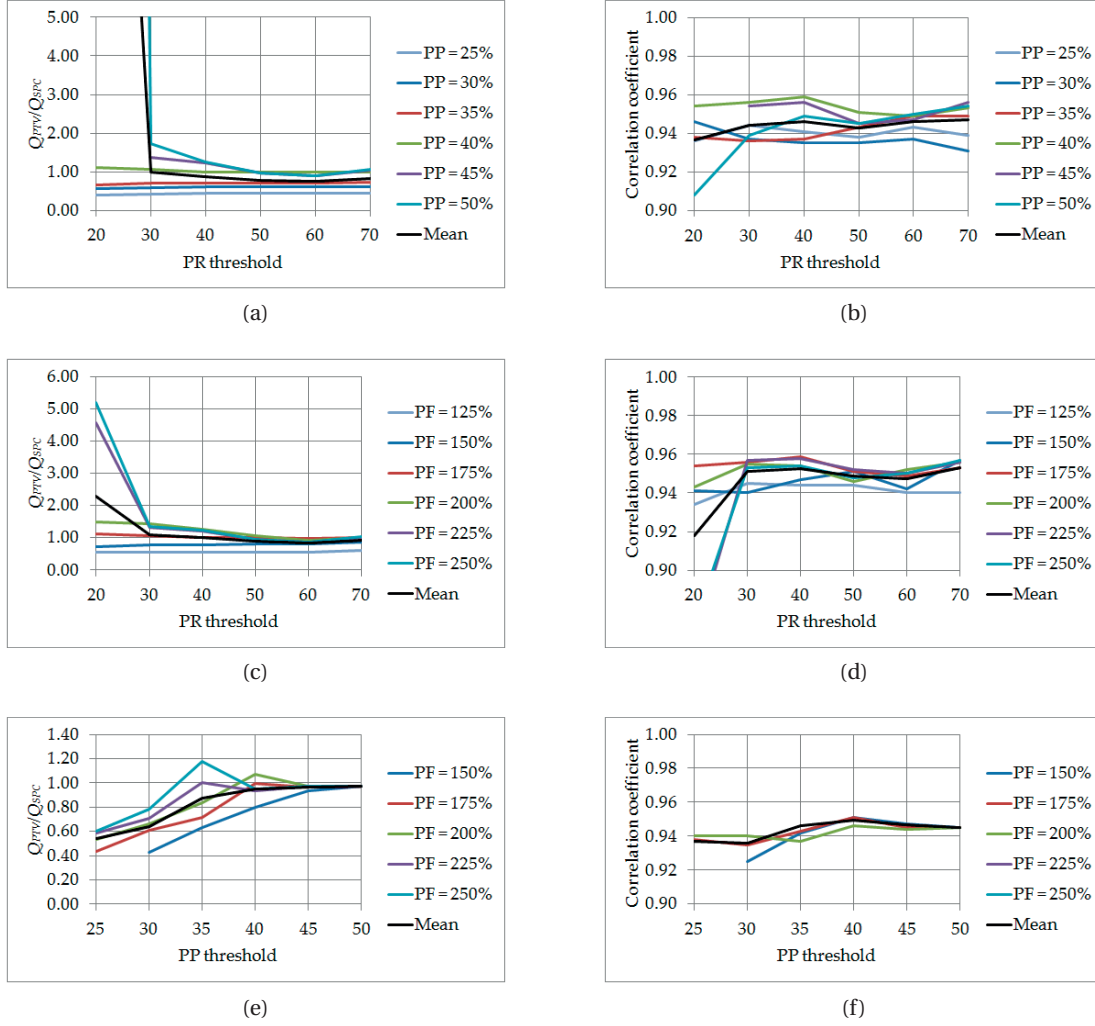 5.00
4.00
3.00
2.00
1.00
0.00
Q_PTV/Q_SPC
20 30 40 50 60 70
PR threshold
PP = 25%
PP = 30%
PP = 35%
PP = 40%
PP = 45%
PP = 50%
Mean
(a)
1.00
0.98
0.96
0.94
0.92
0.90
Correlation coefficient
20 30 40 50 60 70
PR threshold
PP = 25%
PP = 30%
PP = 35%
PP = 40%
PP = 45%
PP = 50%
Mean
(b)
6.00
5.00
4.00
3.00
2.00
1.00
0.00
Q_PTV/Q_SPC
20 30 40 50 60 70
PR threshold
PF = 125%
PF = 150%
PF = 175%
PF = 200%
PF = 225%
PF = 250%
Mean
(c)
1.00
0.98
0.96
0.94
0.92
0.90
Correlation coefficient
20 30 40 50 60 70
PR threshold
PF = 125%
PF = 150%
PF = 175%
PF = 200%
PF = 225%
PF = 250%
Mean
(d)
1.40
1.20
1.00
0.80
0.60
0.40
0.20
0.00
Q_PTV/Q_SPC
25 30 35 40 45 50
PP threshold
PF = 150%
PF = 175%
PF = 200%
PF = 225%
PF = 250%
Mean
(e)
1.00
0.98
0.96
0.94
0.92
0.90
Correlation coefficient
25 30 35 40 45 50
PP threshold
PF = 150%
PF = 175%
PF = 200%
PF = 225%
PF = 250%
Mean
(f)